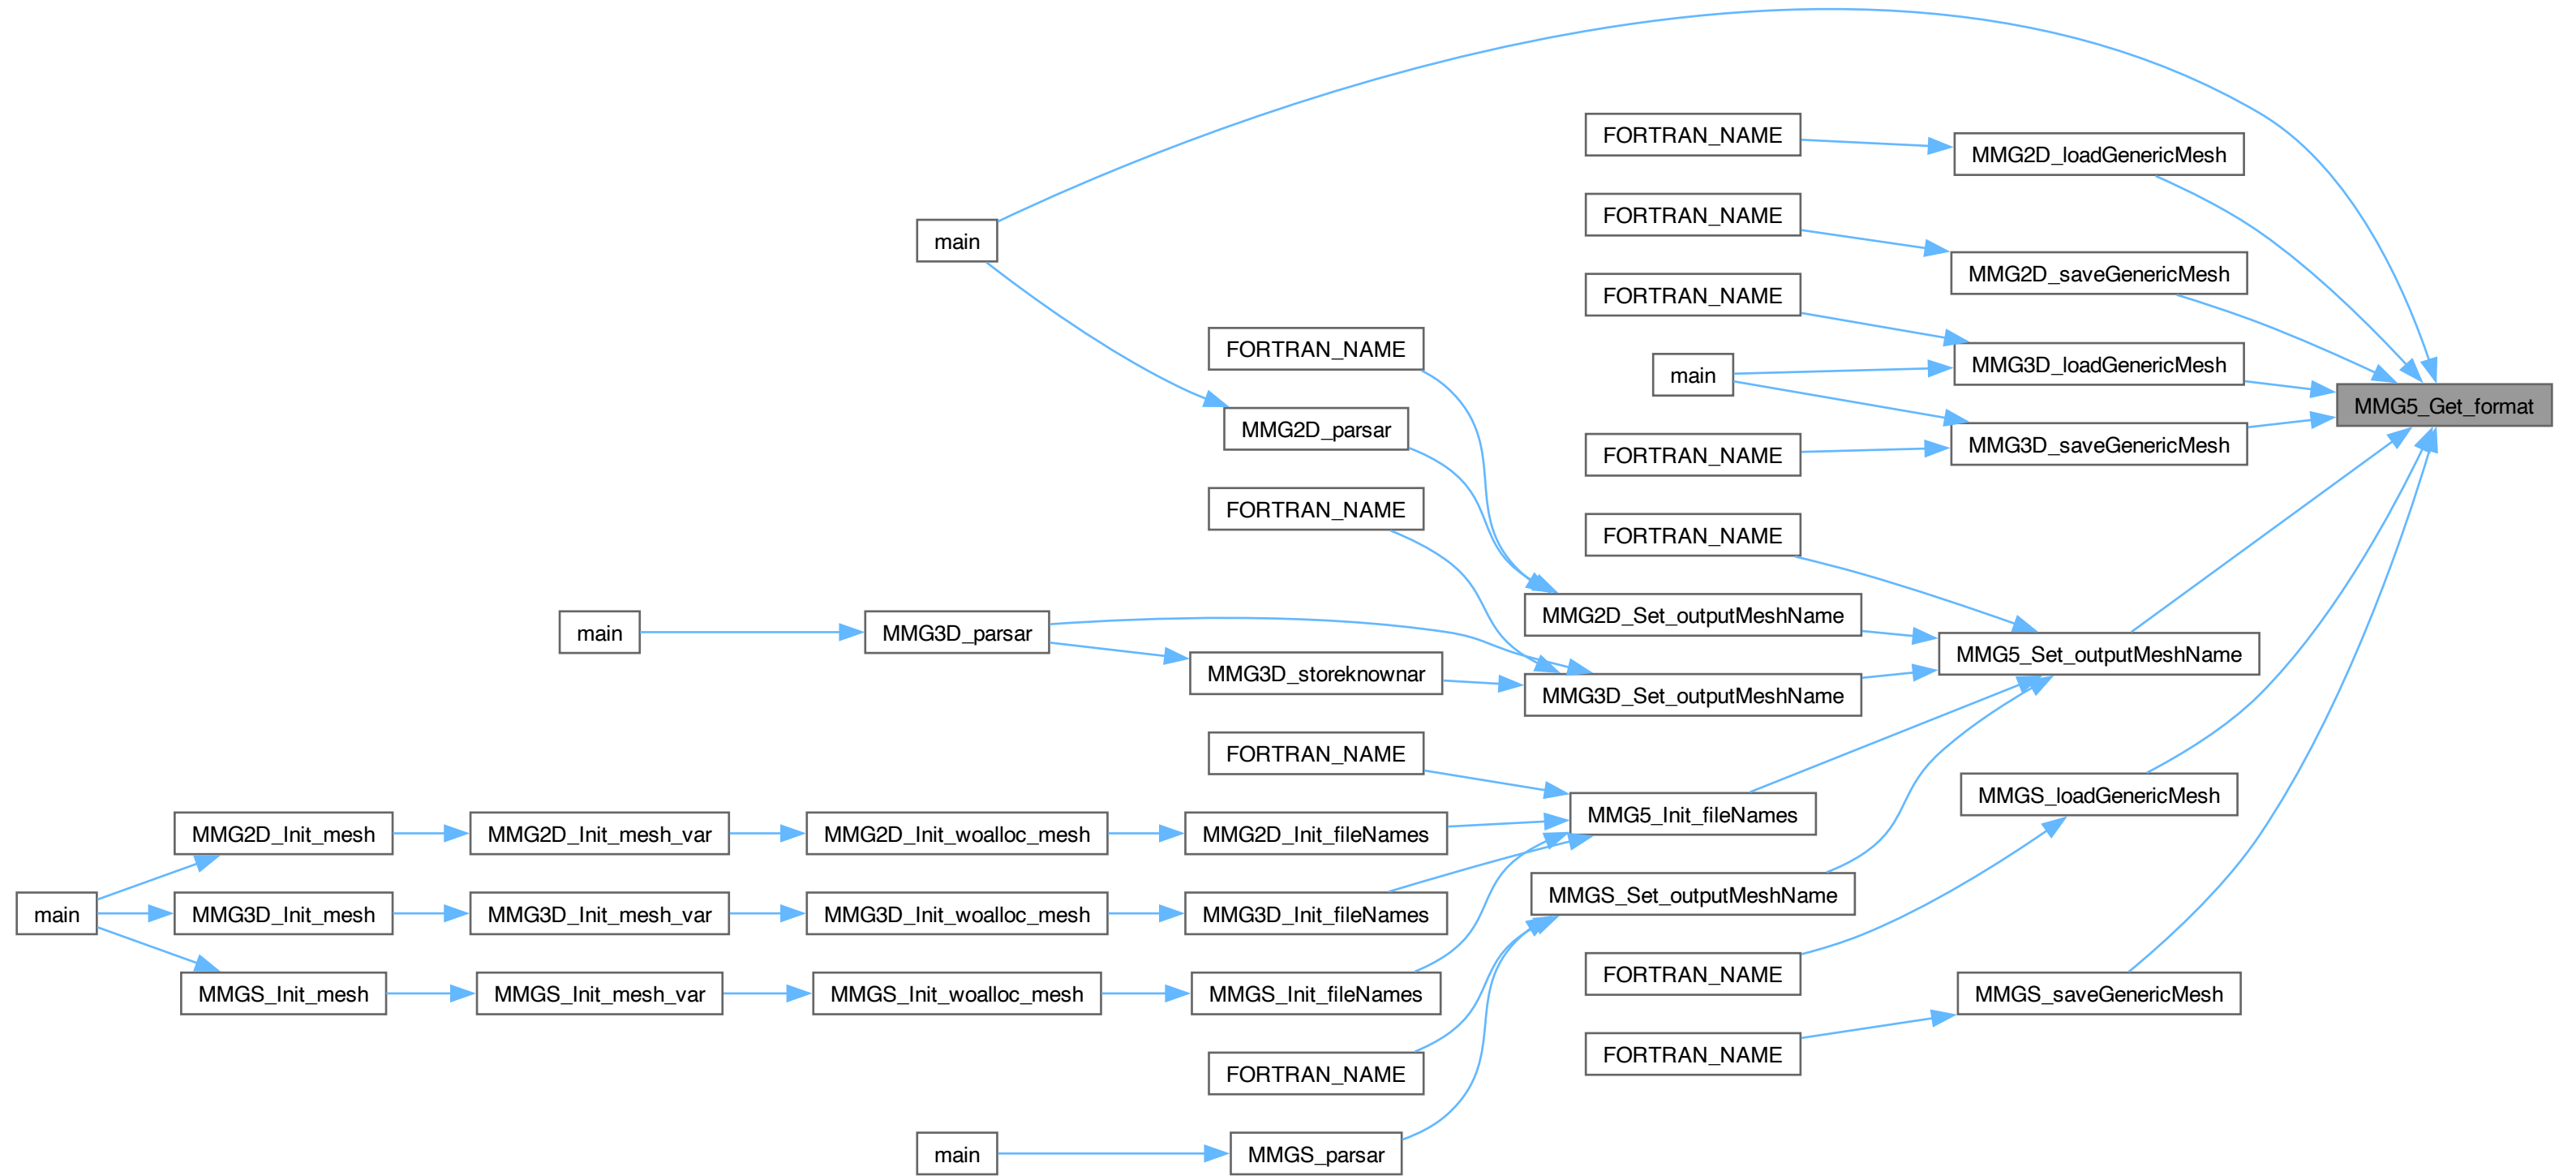 FORTRAN_NAME
MMG2D_loadGenericMesh
FORTRAN_NAME
main
MMG2D_saveGenericMesh
FORTRAN_NAME
FORTRAN_NAME
MMG3D_loadGenericMesh
main
MMG5_Get_format
MMG2D_parsar
MMG3D_saveGenericMesh
FORTRAN_NAME
FORTRAN_NAME
FORTRAN_NAME
MMG2D_Set_outputMeshName
main
MMG3D_parsar
MMG5_Set_outputMeshName
MMG3D_storeknownar
MMG3D_Set_outputMeshName
FORTRAN_NAME
MMGS_loadGenericMesh
MMG5_Init_fileNames
MMG2D_Init_mesh
MMG2D_Init_mesh_var
MMG2D_Init_woalloc_mesh
MMG2D_Init_fileNames
MMGS_Set_outputMeshName
main
MMG3D_Init_mesh
MMG3D_Init_mesh_var
MMG3D_Init_woalloc_mesh
MMG3D_Init_fileNames
FORTRAN_NAME
MMGS_Init_mesh
MMGS_Init_mesh_var
MMGS_Init_woalloc_mesh
MMGS_Init_fileNames
MMGS_saveGenericMesh
FORTRAN_NAME
FORTRAN_NAME
main
MMGS_parsar